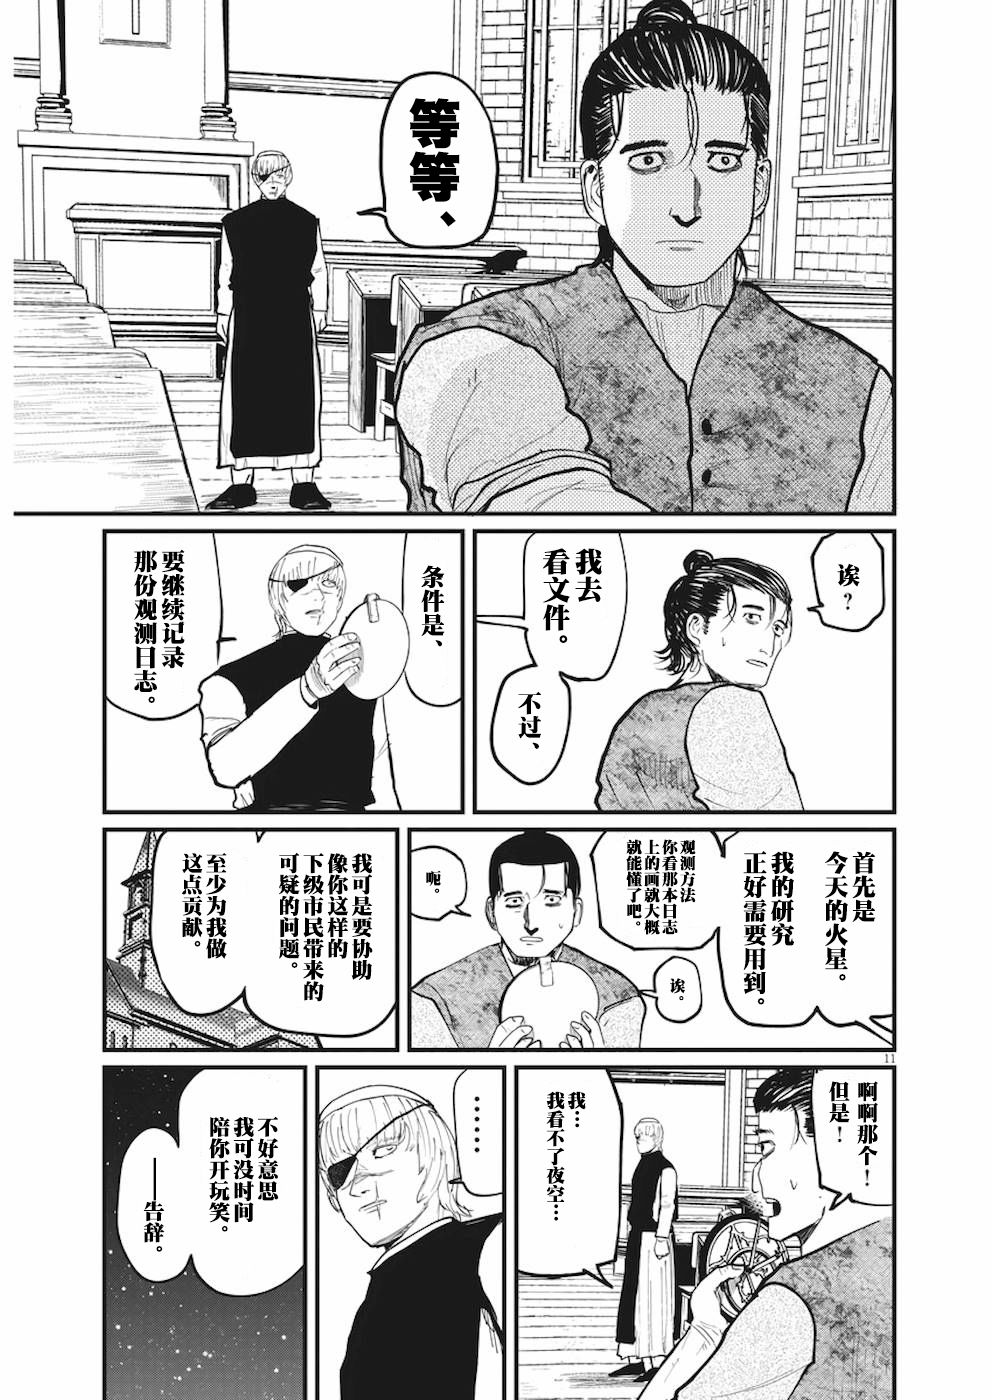 等等、
诶？
我去
看文件。
不过、
条件是、
要继续记录
那份观测日志。
首先是
今天的火星。
我的研究
正好需要用到。
观测方法
你看那本日志
上的画就大概
就能懂了吧。
诶。
呃。
我可是要协助
像你这样的
下级市民带来的
可疑的问题。
至少为我做
这点贡献。
11
啊啊那个！
但是！
我…
我看不了夜空…
……
不好意思
我可没时间
陪你开玩笑。
——告辞。